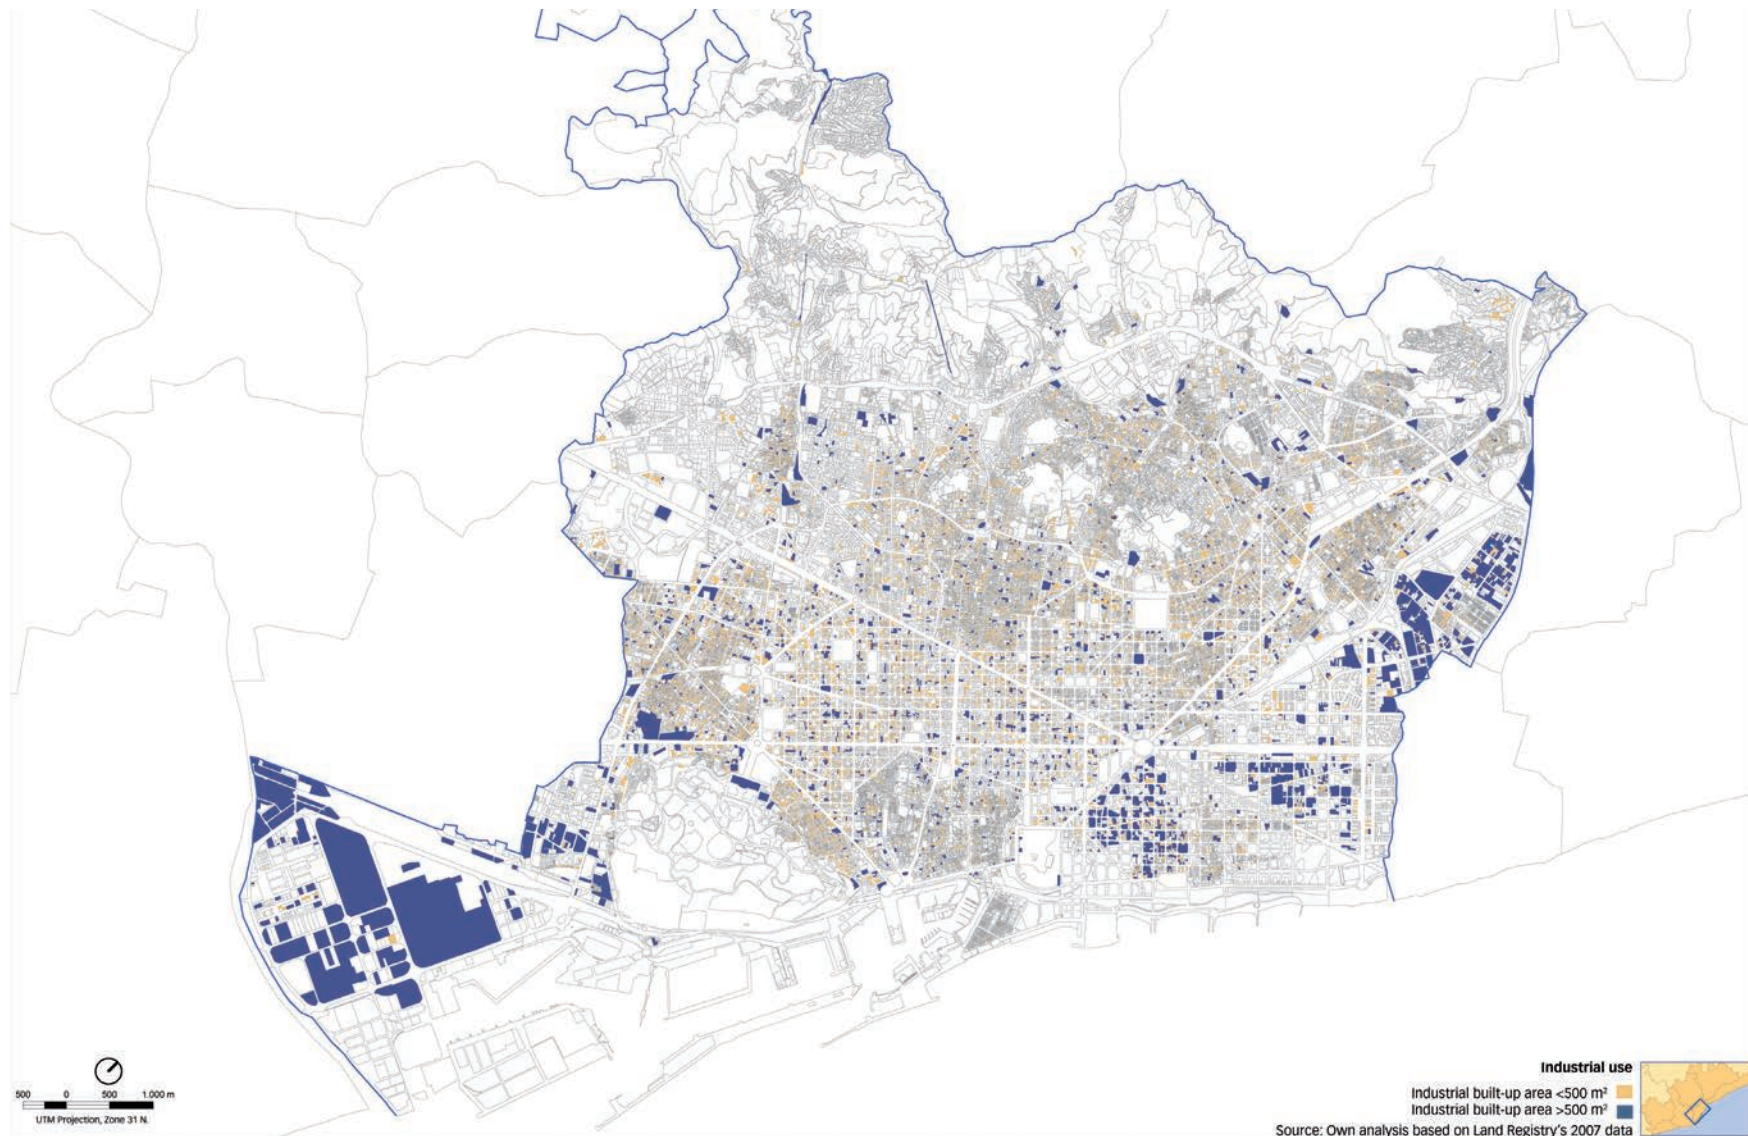 500 0 500 1.000 m
UTM Projection, Zone 31 N.
Industrial use
Industrial built-up area <500 m²
Industrial built-up area >500 m²
Source: Own analysis based on Land Registry's 2007 data